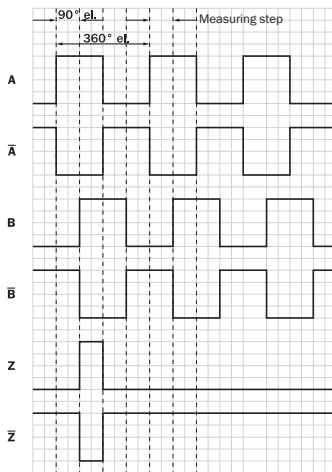 90° el.
Measuring step
360° el.
A
A̅
B
B̅
Z
Z̅